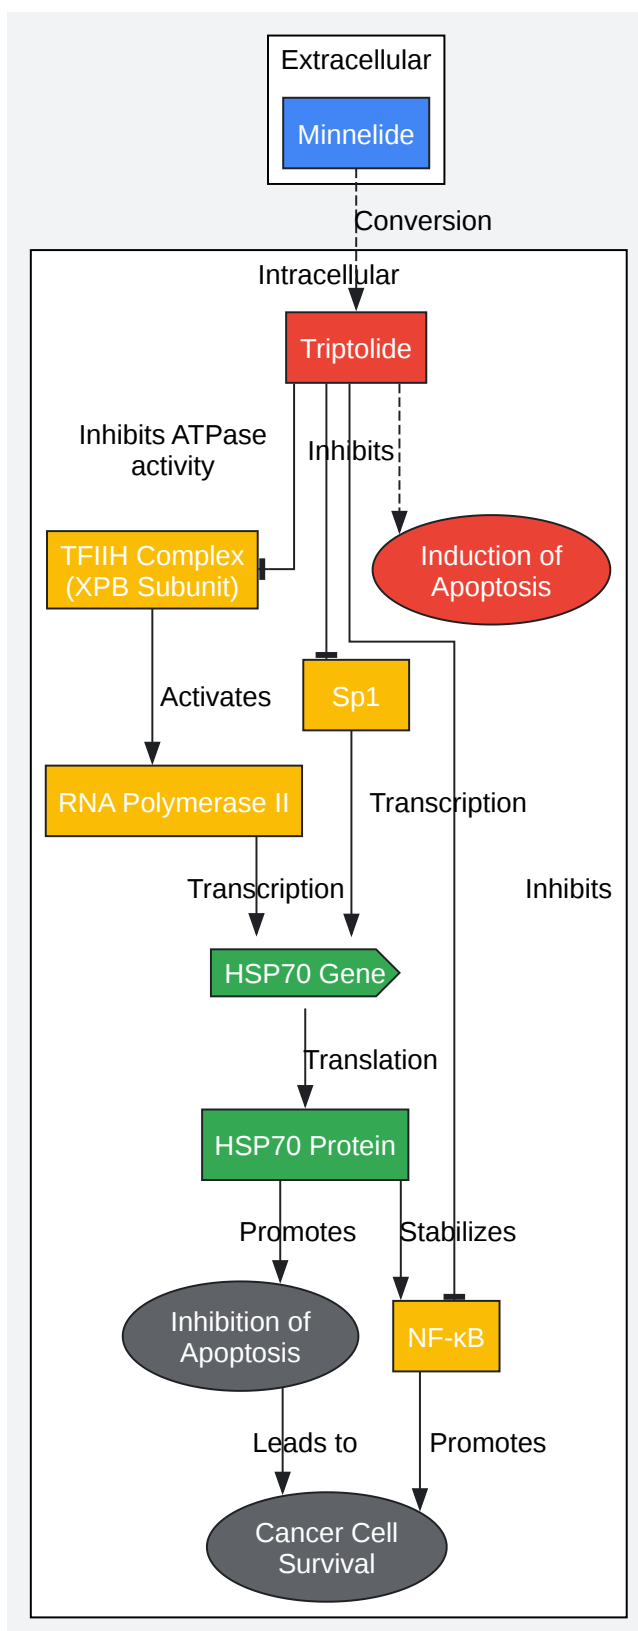 Extracellular
Minnelide
Conversion
Intracellular
Triptolide
Inhibits ATPase
activity
Inhibits
TFIIH Complex
(XPB Subunit)
Induction of
Apoptosis
Activates
Sp1
RNA Polymerase II
Transcription
Transcription
Inhibits
HSP70 Gene
Translation
HSP70 Protein
Promotes
Stabilizes
Inhibition of
Apoptosis
NF-κB
Leads to
Promotes
Cancer Cell
Survival